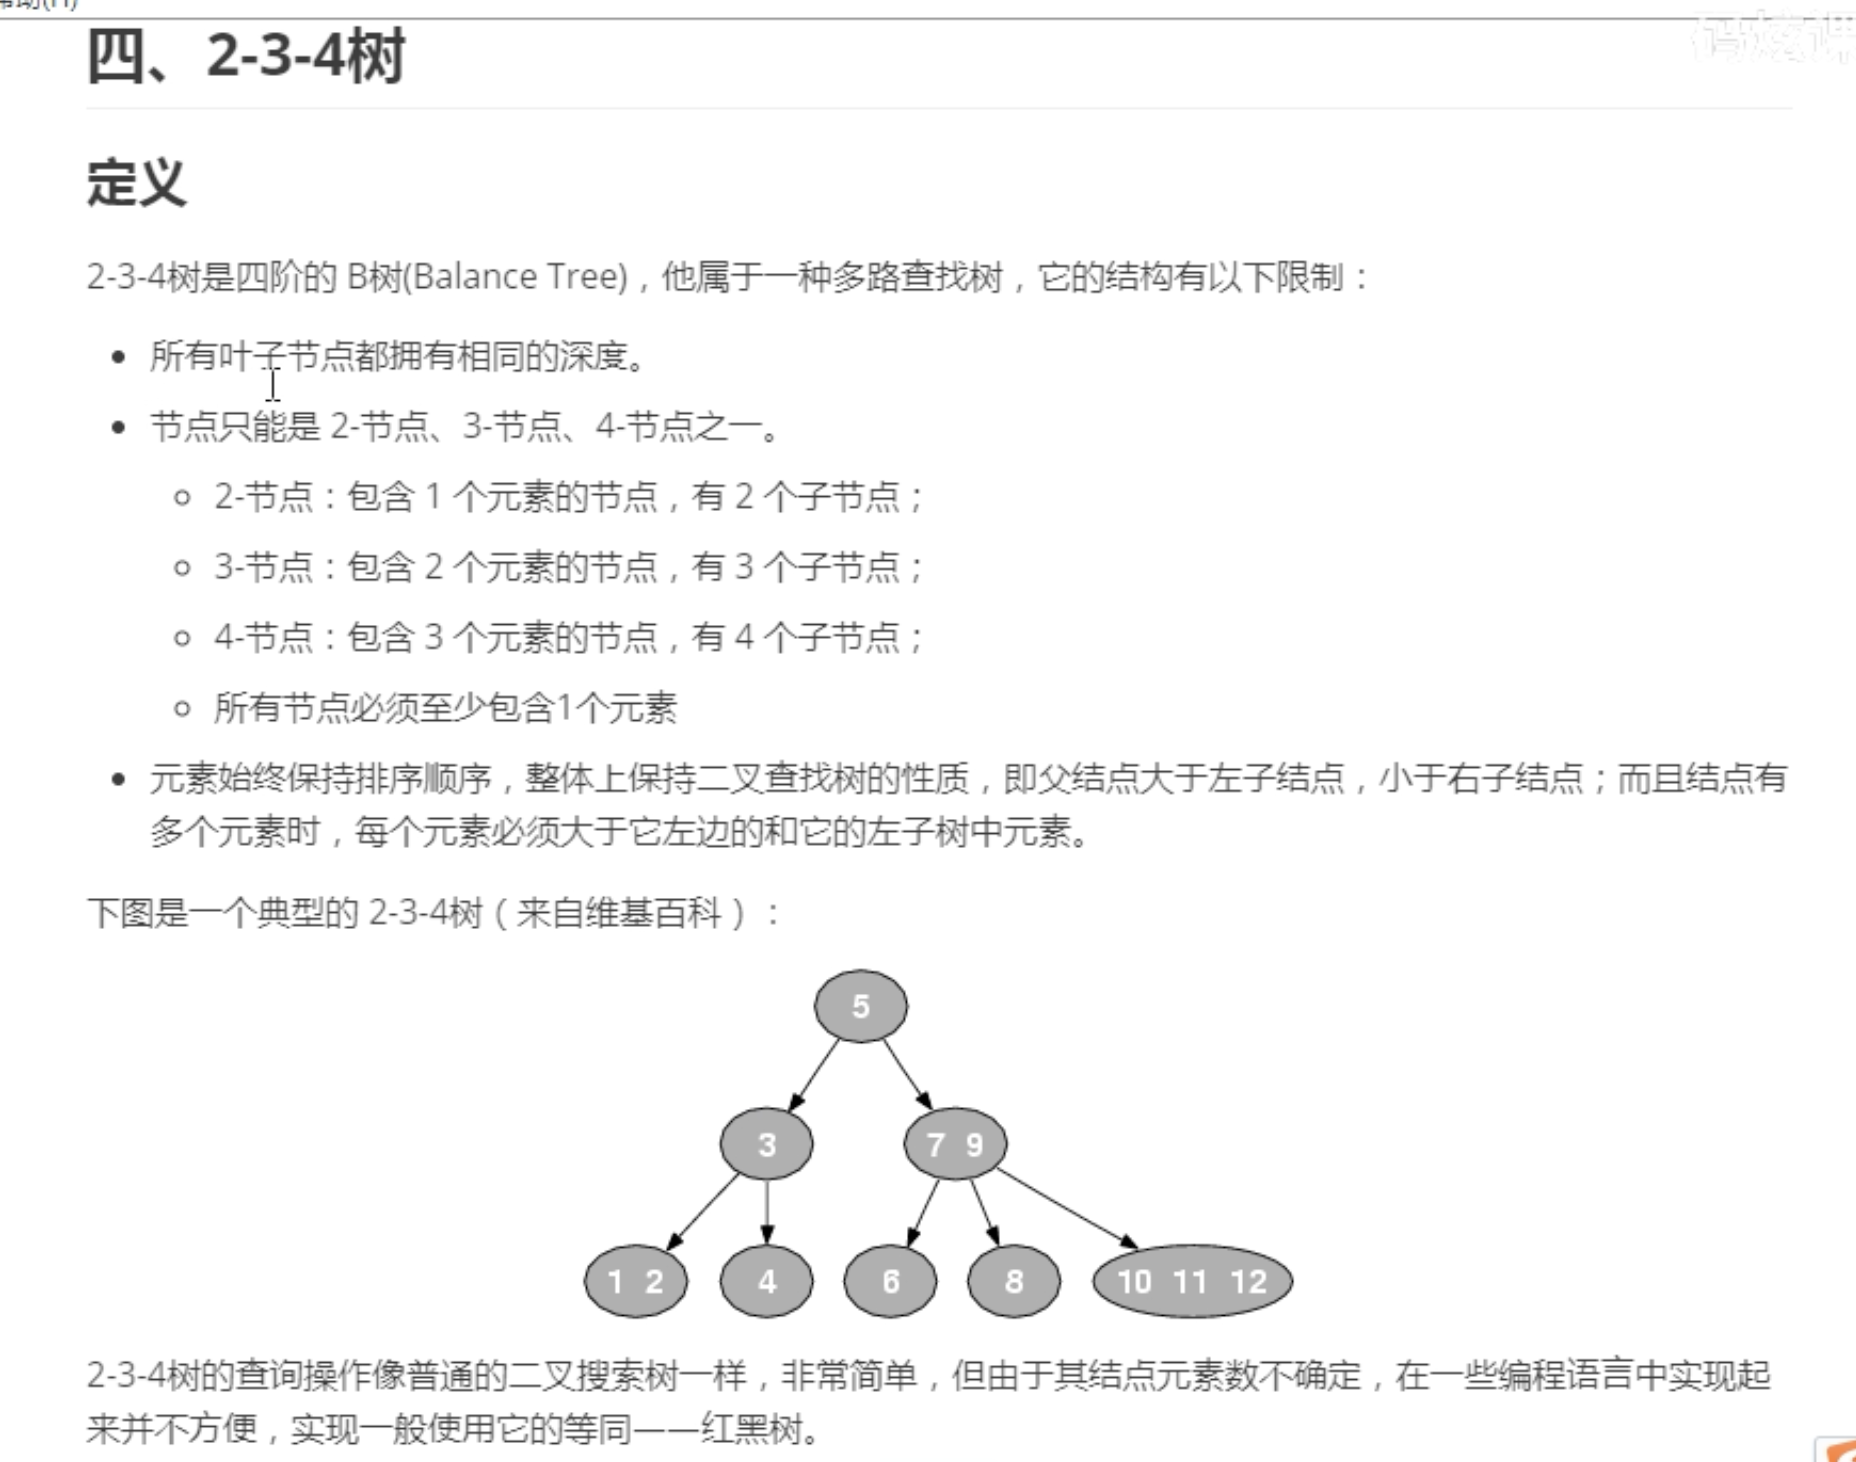 四、2-3-4树
定义
2-3-4树是四阶的 B树(Balance Tree)，他属于一种多路查找树，它的结构有以下限制：
所有叶子节点都拥有相同的深度。
节点只能是 2-节点、3-节点、4-节点之一。
2-节点：包含 1 个元素的节点，有 2 个子节点；
3-节点：包含 2 个元素的节点，有 3 个子节点；
4-节点：包含 3 个元素的节点，有 4 个子节点；
所有节点必须至少包含1个元素
元素始终保持排序顺序，整体上保持二叉查找树的性质，即父结点大于左子结点，小于右子结点；而且结点有
多个元素时，每个元素必须大于它左边的和它的左子树中元素。
下图是一个典型的 2-3-4树（来自维基百科）：
5
3
7 9
1 2
4
6
8
10 11 12
2-3-4树的查询操作像普通的二叉搜索树一样，非常简单，但由于其结点元素数不确定，在一些编程语言中实现起
来并不方便，实现一般使用它的等同——红黑树。